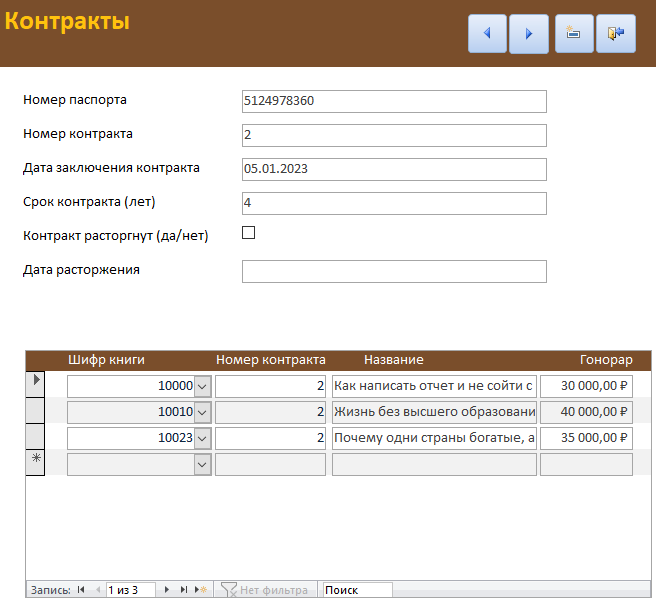 Контракты
Номер паспорта 5124978360
Номер контракта 2
Дата заключения контракта 05.01.2023
Срок контракта (лет) 4
Контракт расторгнут (да/нет)
Дата расторжения
Шифр книги Номер контракта Название Гонорар
10000 2 Как написать отчет и не сойти с 30 000,00 ₽
10010 2 Жизнь без высшего образовани 40 000,00 ₽
10023 2 Почему одни страны богатые, а 35 000,00 ₽
Запись: 1 из 3 Нет фильтра Поиск